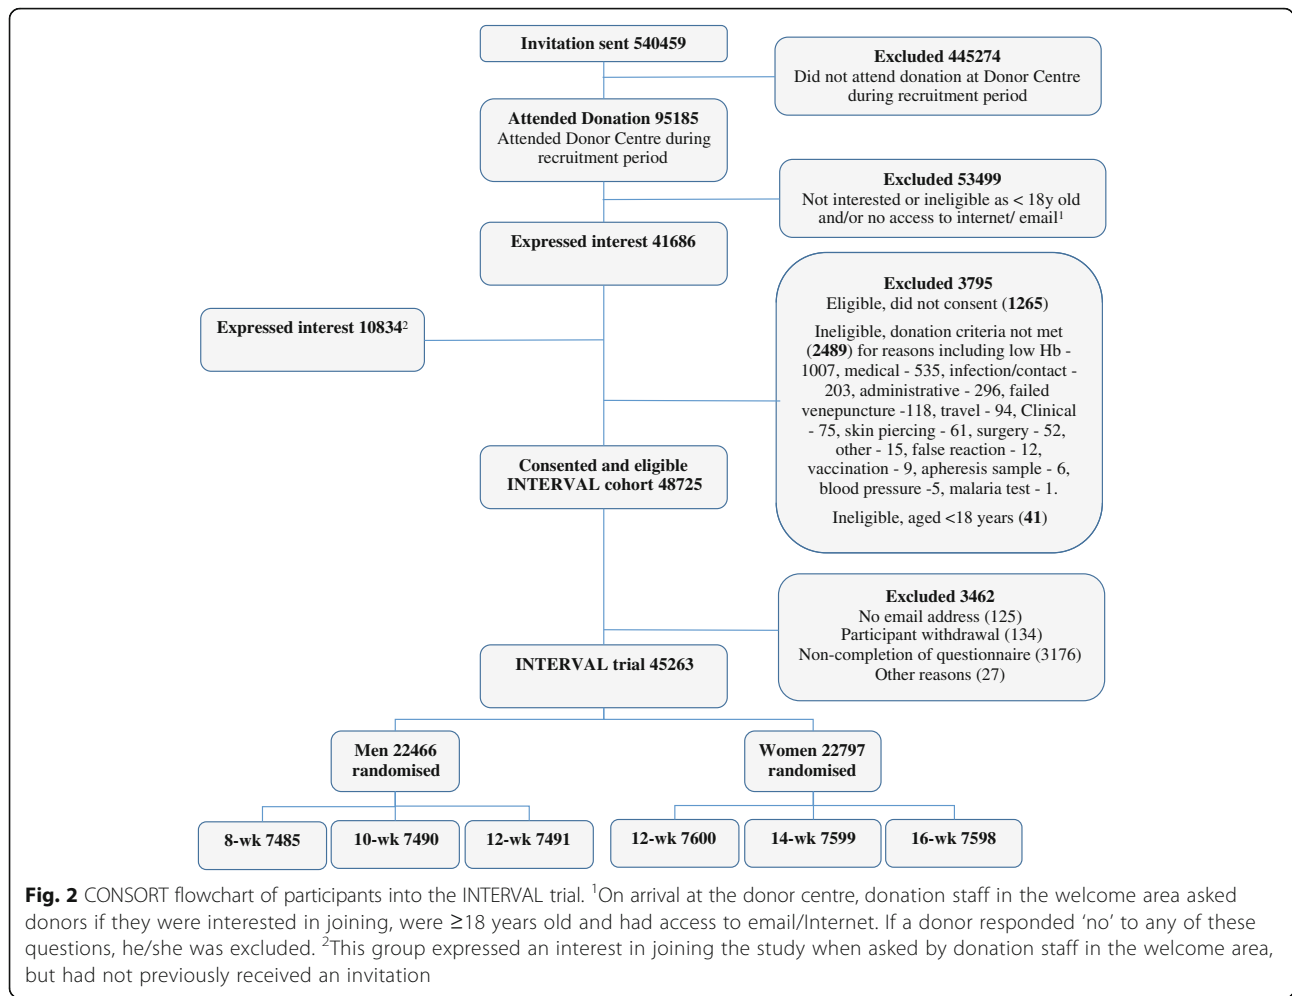 Invitation sent 540459
Excluded 445274
Did not attend donation at Donor Centre
during recruitment period
Attended Donation 95185
Attended Donor Centre during
recruitment period
Excluded 53499
Not interested or ineligible as < 18y old
and/or no access to internet/ email¹
Expressed interest 41686
Expressed interest 10834²
Excluded 3795
Eligible, did not consent (1265)
Ineligible, donation criteria not met
(2489) for reasons including low Hb -
1007, medical - 535, infection/contact -
203, administrative - 296, failed
venepuncture -118, travel - 94, Clinical
- 75, skin piercing - 61, surgery - 52,
other - 15, false reaction - 12,
vaccination - 9, apheresis sample - 6,
blood pressure -5, malaria test - 1.
Ineligible, aged <18 years (41)
Consented and eligible
INTERVAL cohort 48725
Excluded 3462
No email address (125)
Participant withdrawal (134)
Non-completion of questionnaire (3176)
Other reasons (27)
INTERVAL trial 45263
Men 22466
randomised
Women 22797
randomised
8-wk 7485
10-wk 7490
12-wk 7491
12-wk 7600
14-wk 7599
16-wk 7598
Fig. 2 CONSORT flowchart of participants into the INTERVAL trial. ¹On arrival at the donor centre, donation staff in the welcome area asked
donors if they were interested in joining, were ≥18 years old and had access to email/Internet. If a donor responded ‘no’ to any of these
questions, he/she was excluded. ²This group expressed an interest in joining the study when asked by donation staff in the welcome area,
but had not previously received an invitation